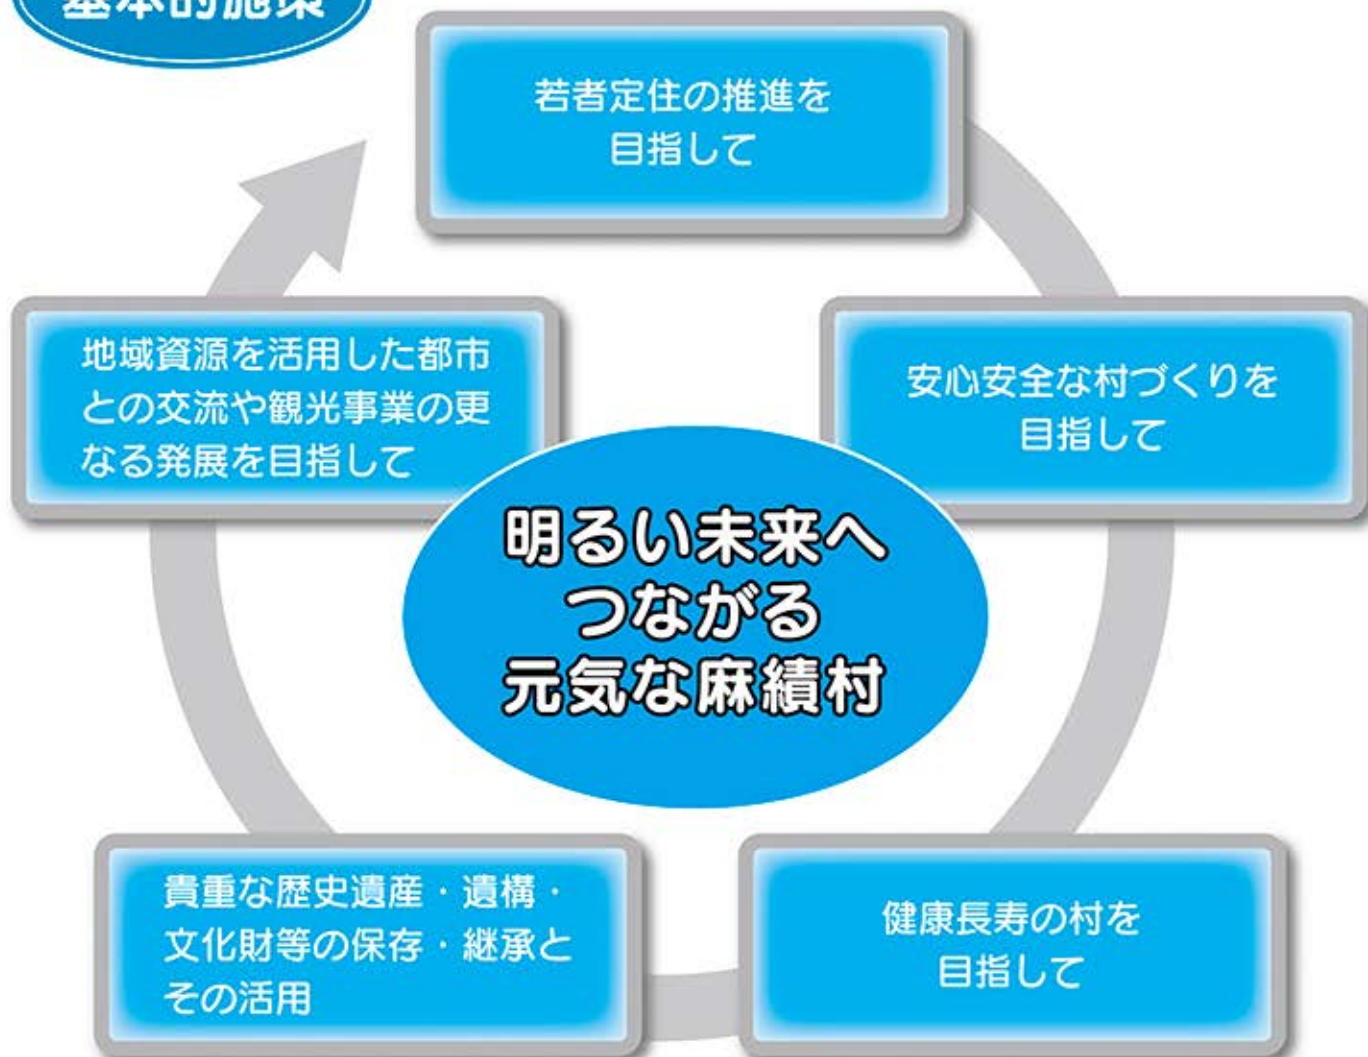 基本的施策
若者定住の推進を
目指して
安心安全な村づくりを
目指して
健康長寿の村を
目指して
貴重な歴史遺産・遺構・
文化財等の保存・継承と
その活用
地域資源を活用した都市
との交流や観光事業の更
なる発展を目指して
明るい未来へ
つながる
元気な麻績村